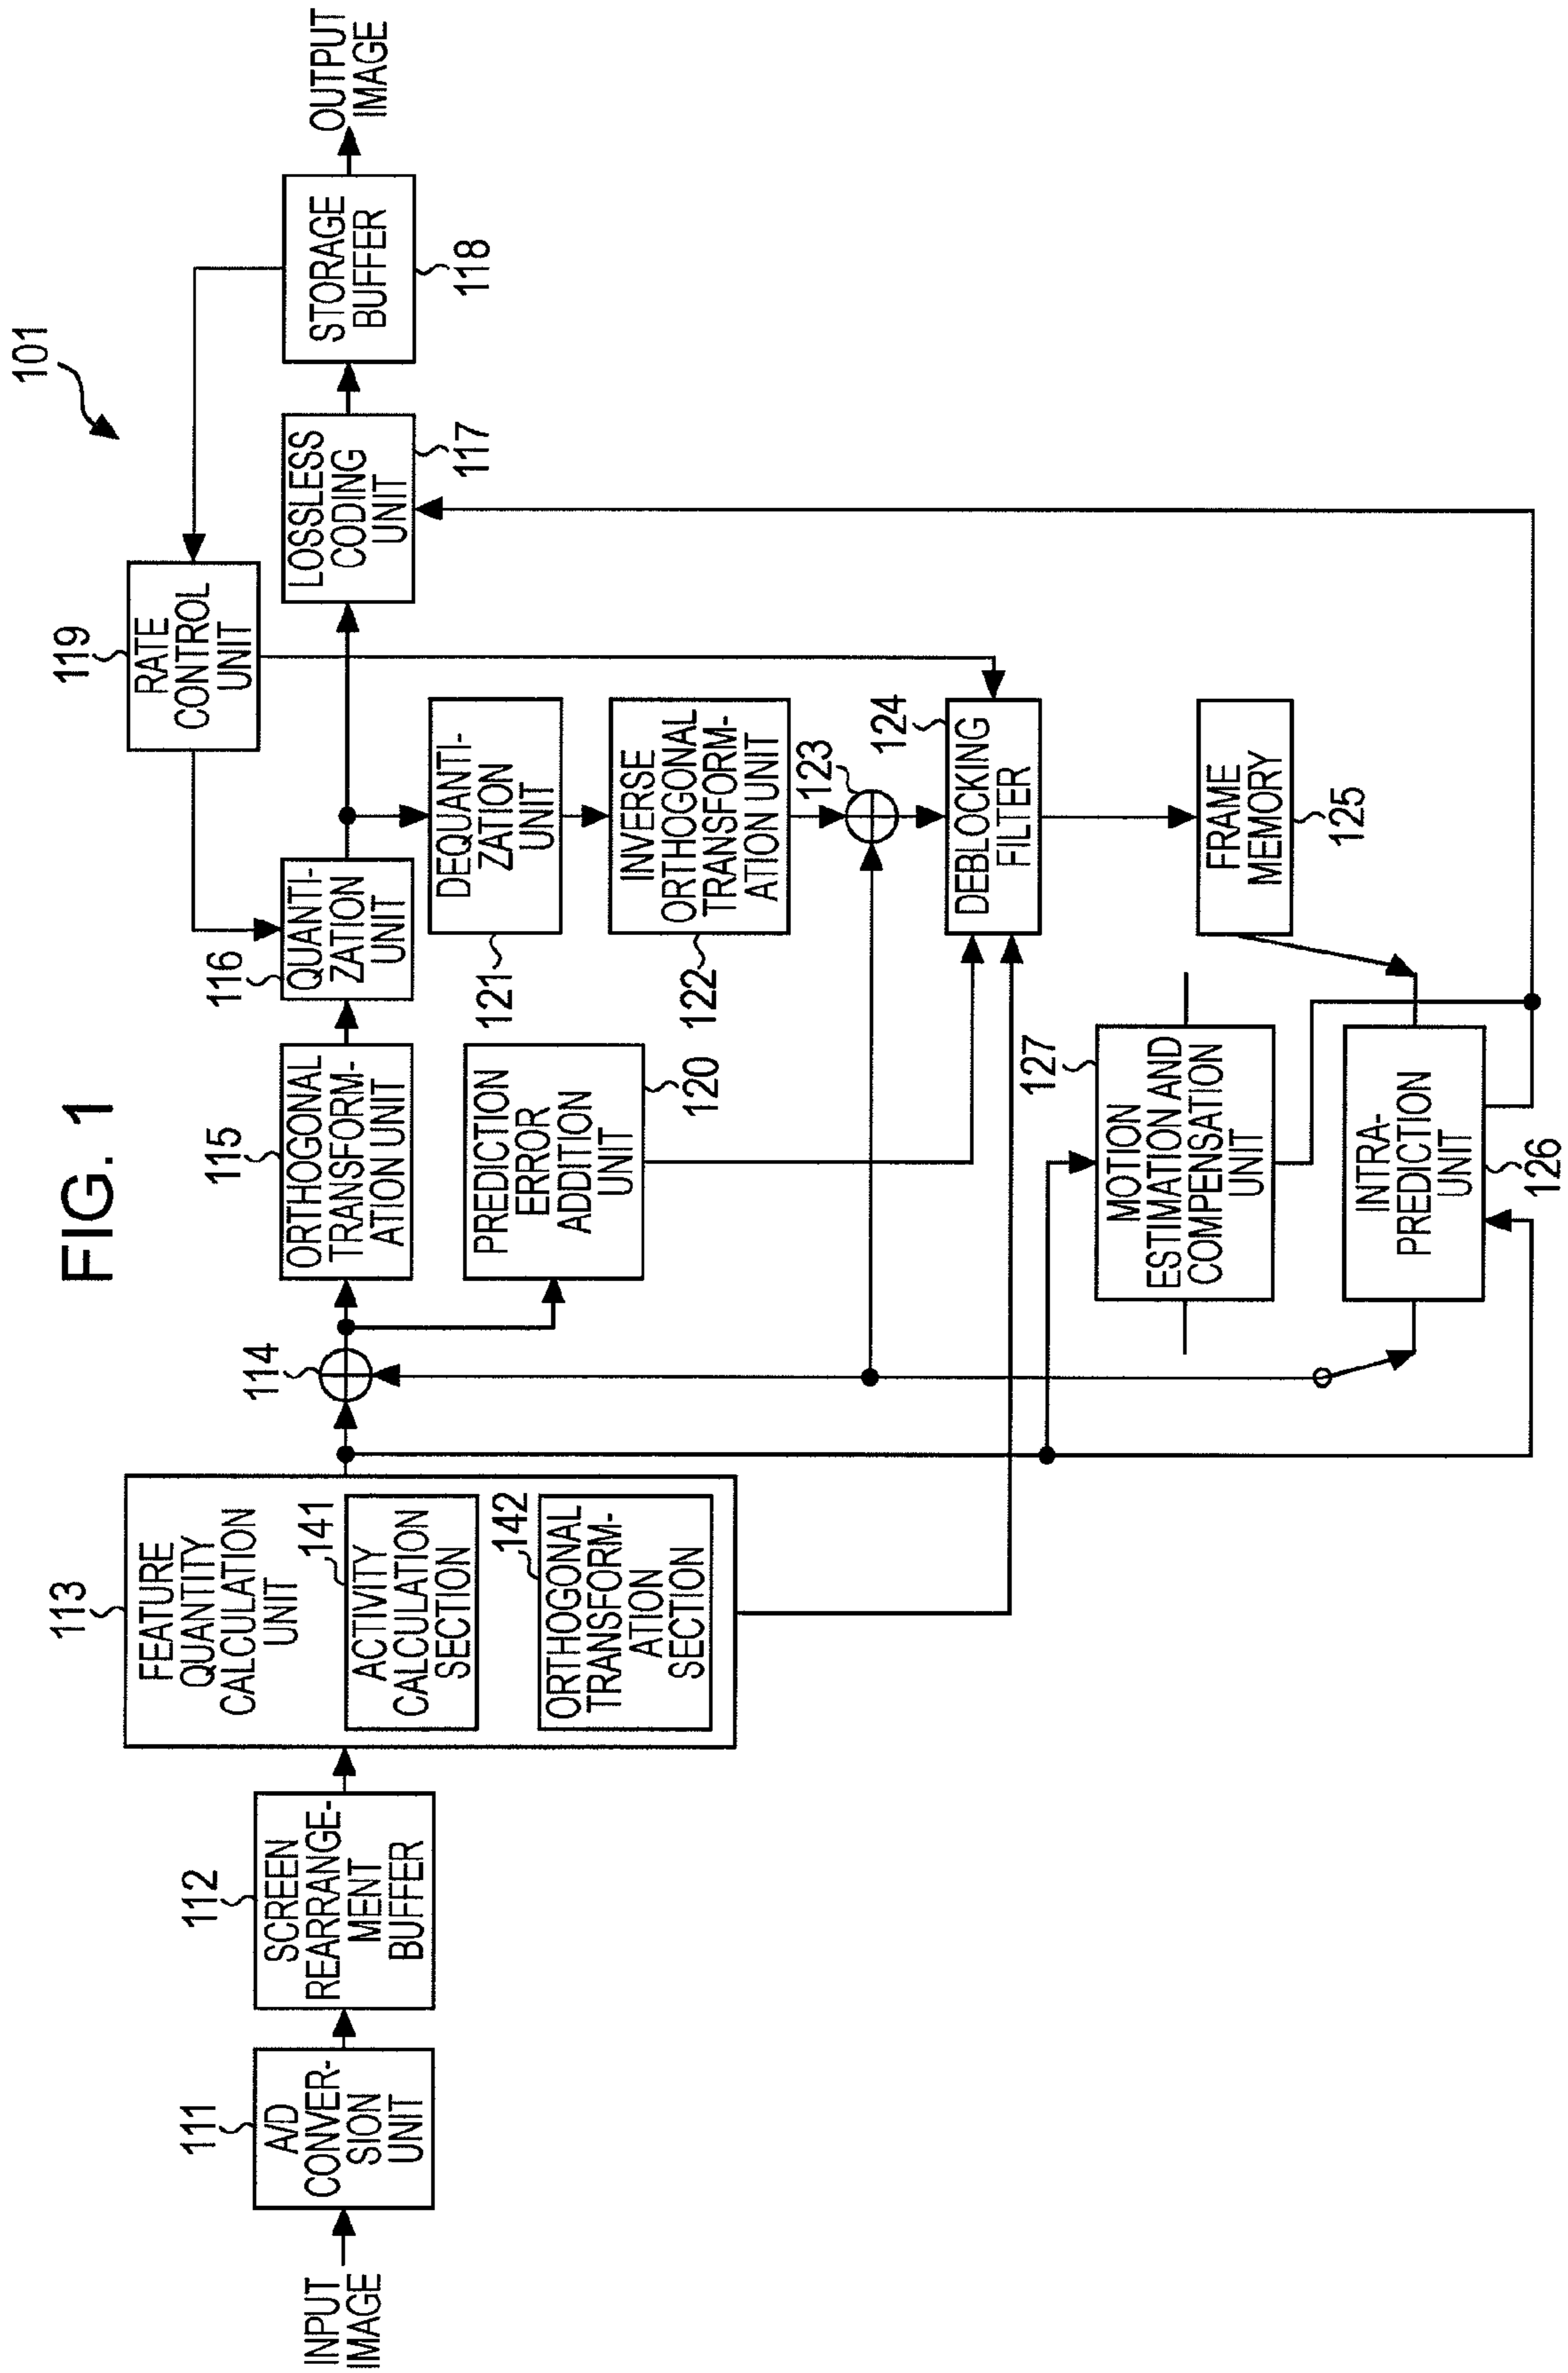 FIG. 1
101
INPUT
IMAGE
111
A/D
CONVER-
SION
UNIT
112
SCREEN
REARRANGE-
MENT
BUFFER
113
FEATURE
QUANTITY
CALCULATION
UNIT
141
ACTIVITY
CALCULATION
SECTION
142
ORTHOGONAL
TRANSFORM-
ATION
SECTION
114
115
ORTHOGONAL
TRANSFORM-
ATION UNIT
116
QUANTI-
ZATION
UNIT
119
RATE
CONTROL
UNIT
LOSSLESS
CODING
UNIT
117
STORAGE
BUFFER
118
OUTPUT
IMAGE
PREDICTION
ERROR
ADDITION
UNIT
120
DEQUANTI-
ZATION
UNIT
121
INVERSE
ORTHOGONAL
TRANSFORM-
ATION UNIT
122
123
124
DEBLOCKING
FILTER
FRAME
MEMORY
125
127
MOTION
ESTIMATION AND
COMPENSATION
UNIT
INTRA-
PREDICTION
UNIT
126